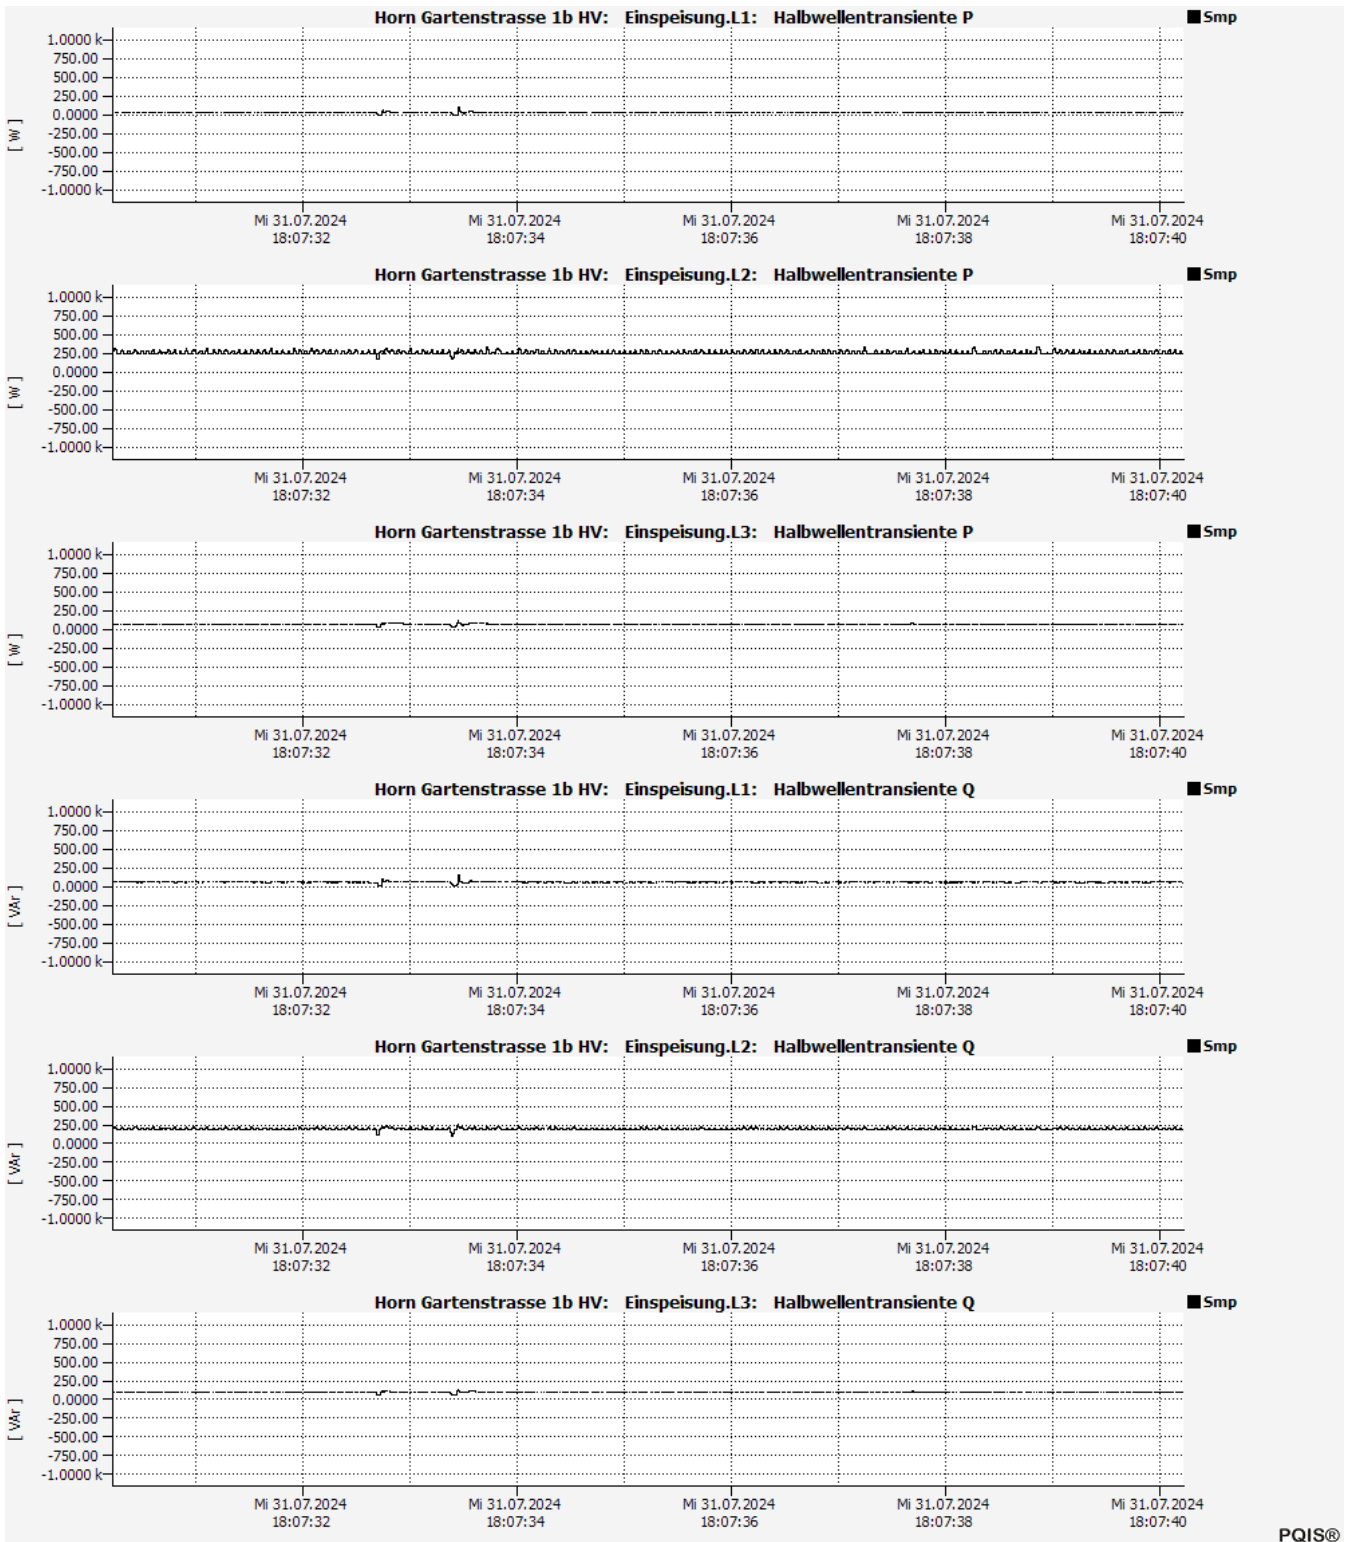 Horn Gartenstrasse 1b HV: Einspeisung.L1: Halbwellentransiente P
Smp
1.0000 k
750.00
500.00
250.00
0.0000
-250.00
-500.00
-750.00
-1.0000 k
[ W ]
Mi 31.07.2024 Mi 31.07.2024 Mi 31.07.2024 Mi 31.07.2024 Mi 31.07.2024
18:07:32 18:07:34 18:07:36 18:07:38 18:07:40
Horn Gartenstrasse 1b HV: Einspeisung.L2: Halbwellentransiente P
Smp
1.0000 k
750.00
500.00
250.00
0.0000
-250.00
-500.00
-750.00
-1.0000 k
[ W ]
Mi 31.07.2024 Mi 31.07.2024 Mi 31.07.2024 Mi 31.07.2024 Mi 31.07.2024
18:07:32 18:07:34 18:07:36 18:07:38 18:07:40
Horn Gartenstrasse 1b HV: Einspeisung.L3: Halbwellentransiente P
Smp
1.0000 k
750.00
500.00
250.00
0.0000
-250.00
-500.00
-750.00
-1.0000 k
[ W ]
Mi 31.07.2024 Mi 31.07.2024 Mi 31.07.2024 Mi 31.07.2024 Mi 31.07.2024
18:07:32 18:07:34 18:07:36 18:07:38 18:07:40
Horn Gartenstrasse 1b HV: Einspeisung.L1: Halbwellentransiente Q
Smp
1.0000 k
750.00
500.00
250.00
0.0000
-250.00
-500.00
-750.00
-1.0000 k
[ VAr ]
Mi 31.07.2024 Mi 31.07.2024 Mi 31.07.2024 Mi 31.07.2024 Mi 31.07.2024
18:07:32 18:07:34 18:07:36 18:07:38 18:07:40
Horn Gartenstrasse 1b HV: Einspeisung.L2: Halbwellentransiente Q
Smp
1.0000 k
750.00
500.00
250.00
0.0000
-250.00
-500.00
-750.00
-1.0000 k
[ VAr ]
Mi 31.07.2024 Mi 31.07.2024 Mi 31.07.2024 Mi 31.07.2024 Mi 31.07.2024
18:07:32 18:07:34 18:07:36 18:07:38 18:07:40
Horn Gartenstrasse 1b HV: Einspeisung.L3: Halbwellentransiente Q
Smp
1.0000 k
750.00
500.00
250.00
0.0000
-250.00
-500.00
-750.00
-1.0000 k
[ VAr ]
Mi 31.07.2024 Mi 31.07.2024 Mi 31.07.2024 Mi 31.07.2024 Mi 31.07.2024
18:07:32 18:07:34 18:07:36 18:07:38 18:07:40
PQIS®